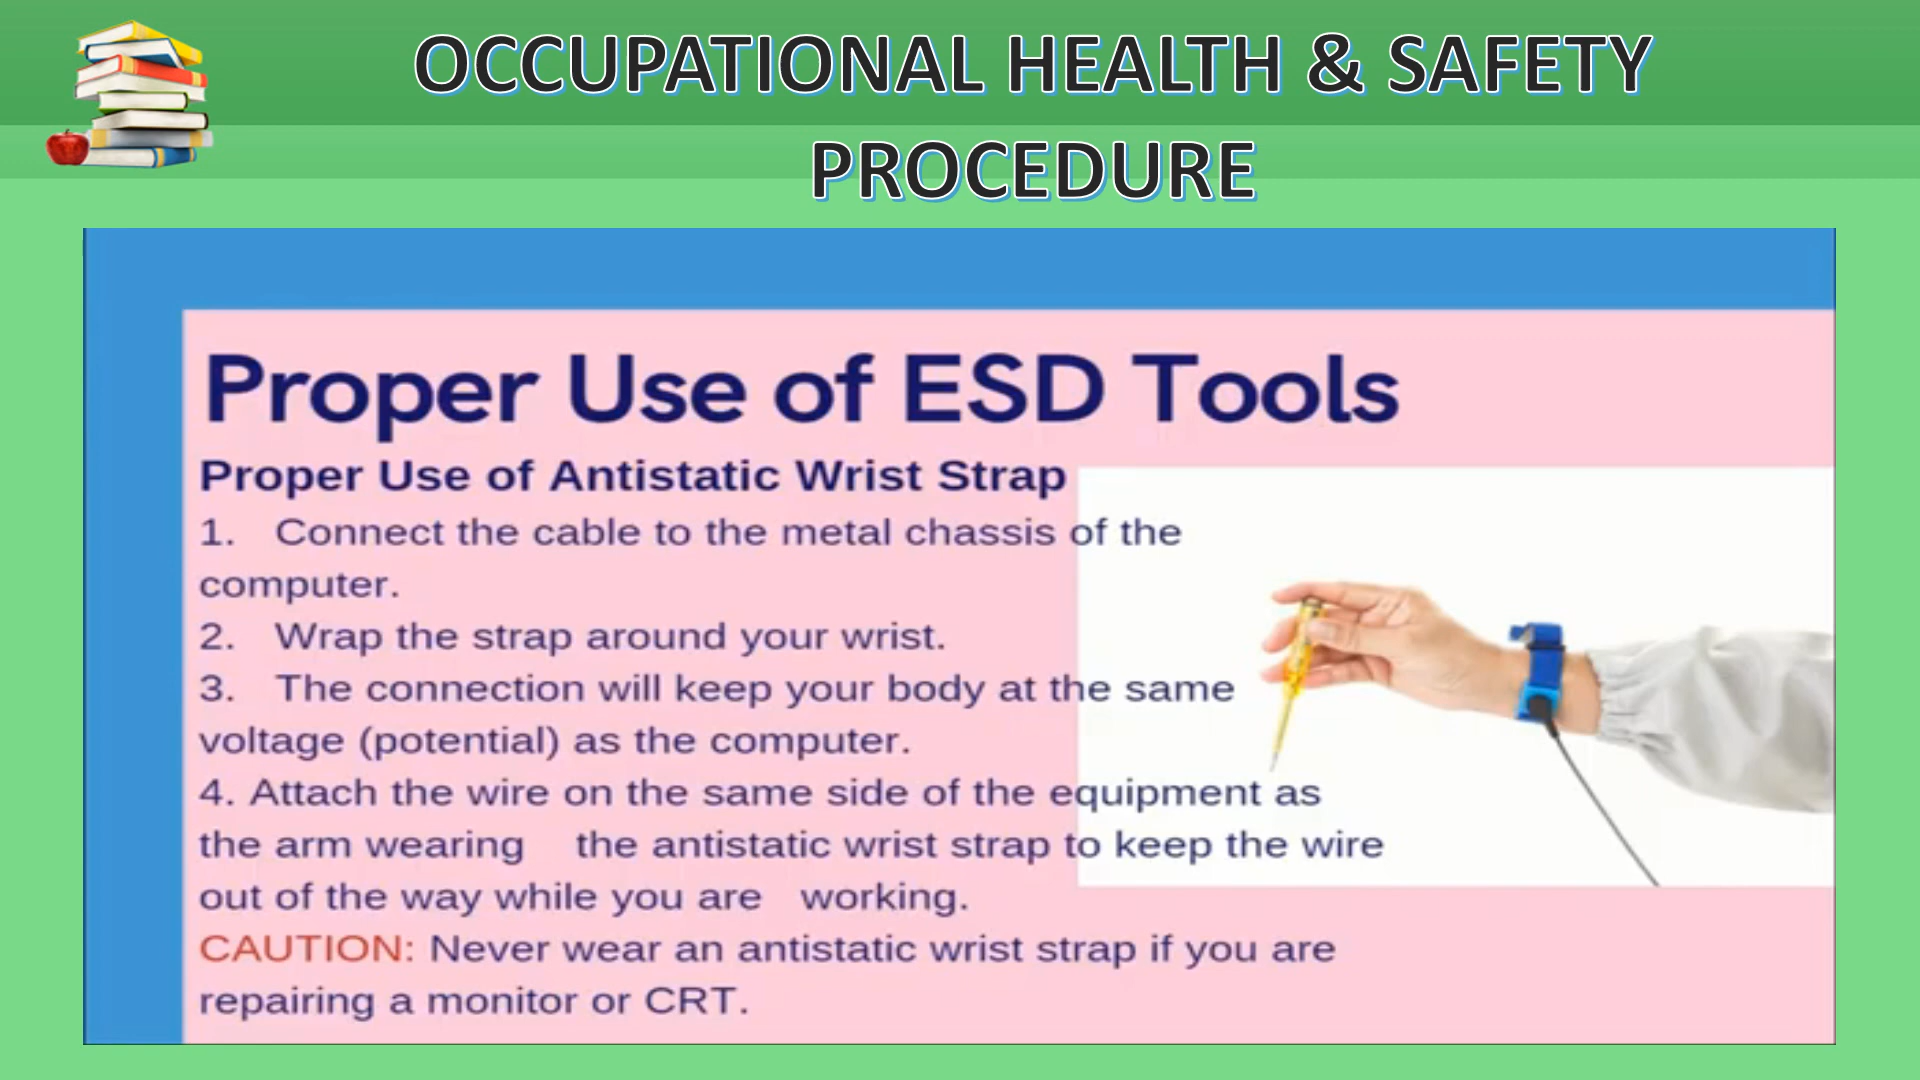 OCCUPATIONAL HEALTH & SAFETY
PROCEDURE
Proper Use of ESD Tools
Proper Use of Antistatic Wrist Strap
1. Connect the cable to the metal chassis of the
computer.
2. Wrap the strap around your wrist.
3. The connection will keep your body at the same
voltage (potential) as the computer.
4. Attach the wire on the same side of the equipment as
the arm wearing the antistatic wrist strap to keep the wire
out of the way while you are working.
CAUTION: Never wear an antistatic wrist strap if you are
repairing a monitor or CRT.